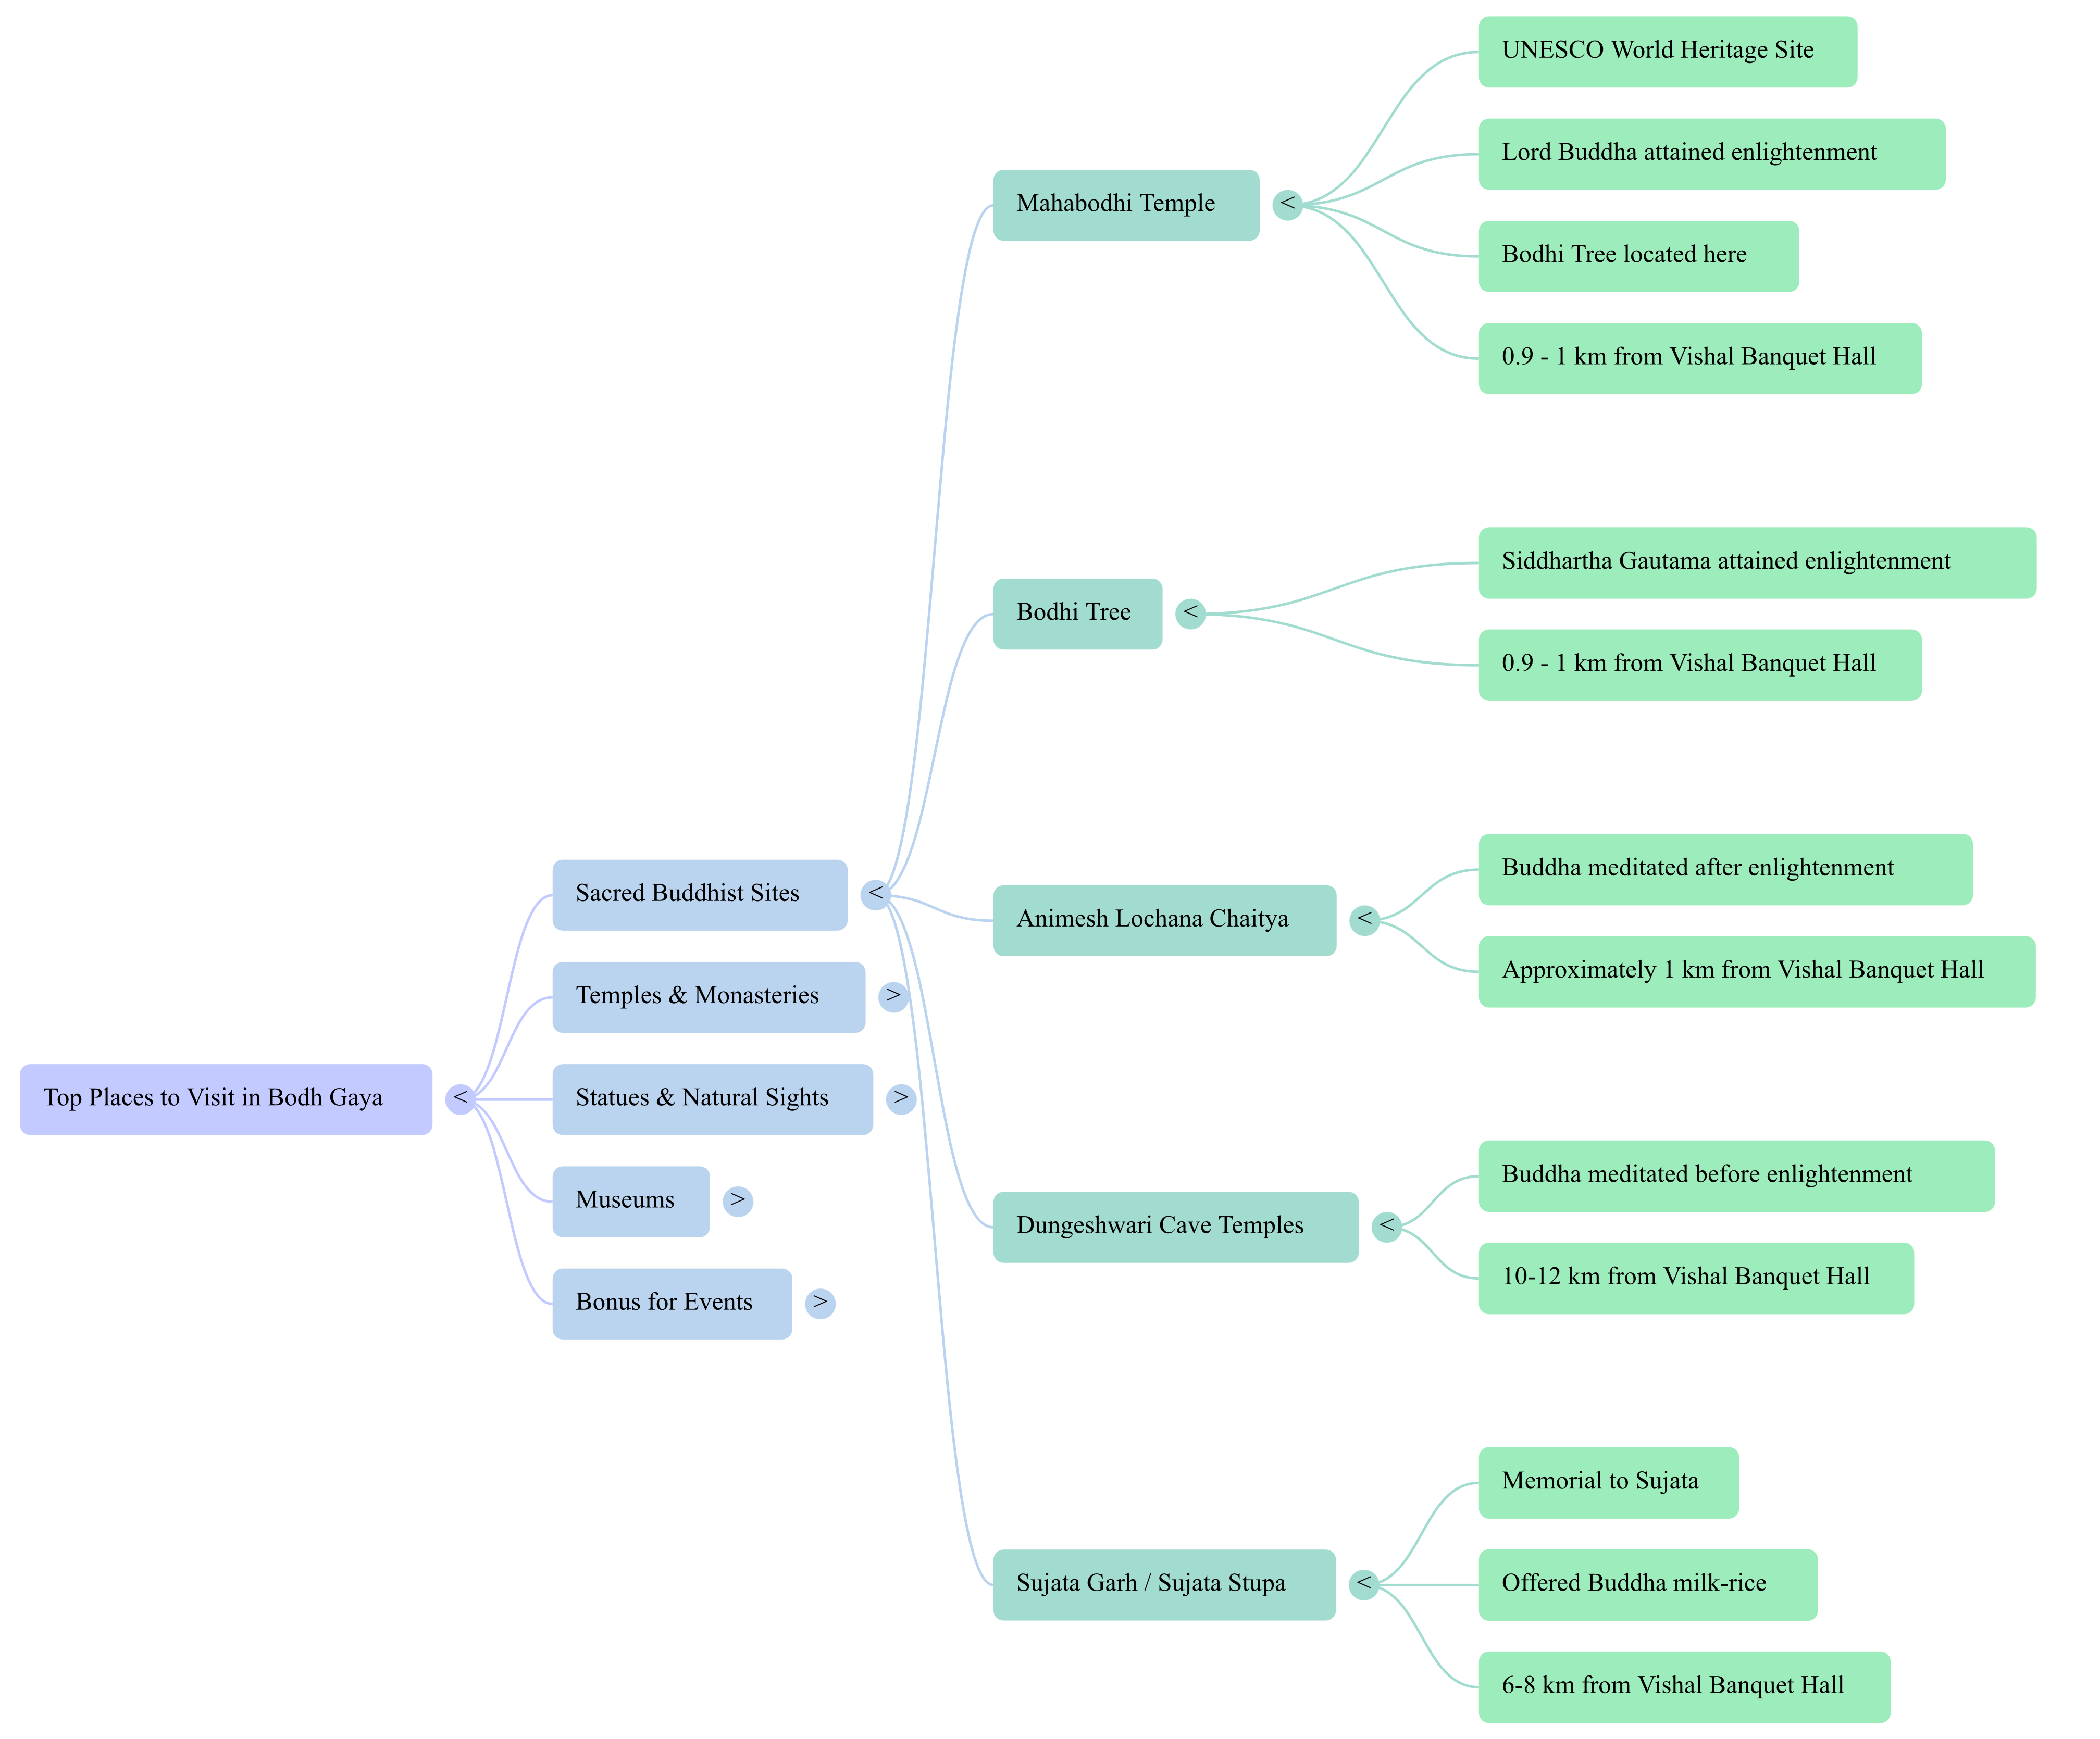 Top Places to Visit in Bodh Gaya
<
Sacred Buddhist Sites
<
Mahabodhi Temple
<
UNESCO World Heritage Site
Lord Buddha attained enlightenment
Bodhi Tree located here
0.9 - 1 km from Vishal Banquet Hall
Bodhi Tree
<
Siddhartha Gautama attained enlightenment
0.9 - 1 km from Vishal Banquet Hall
Animesh Lochana Chaitya
<
Buddha meditated after enlightenment
Approximately 1 km from Vishal Banquet Hall
Dungeshwari Cave Temples
<
Buddha meditated before enlightenment
10-12 km from Vishal Banquet Hall
Sujata Garh / Sujata Stupa
<
Memorial to Sujata
Offered Buddha milk-rice
6-8 km from Vishal Banquet Hall
Temples & Monasteries
>
Statues & Natural Sights
>
Museums
>
Bonus for Events
>